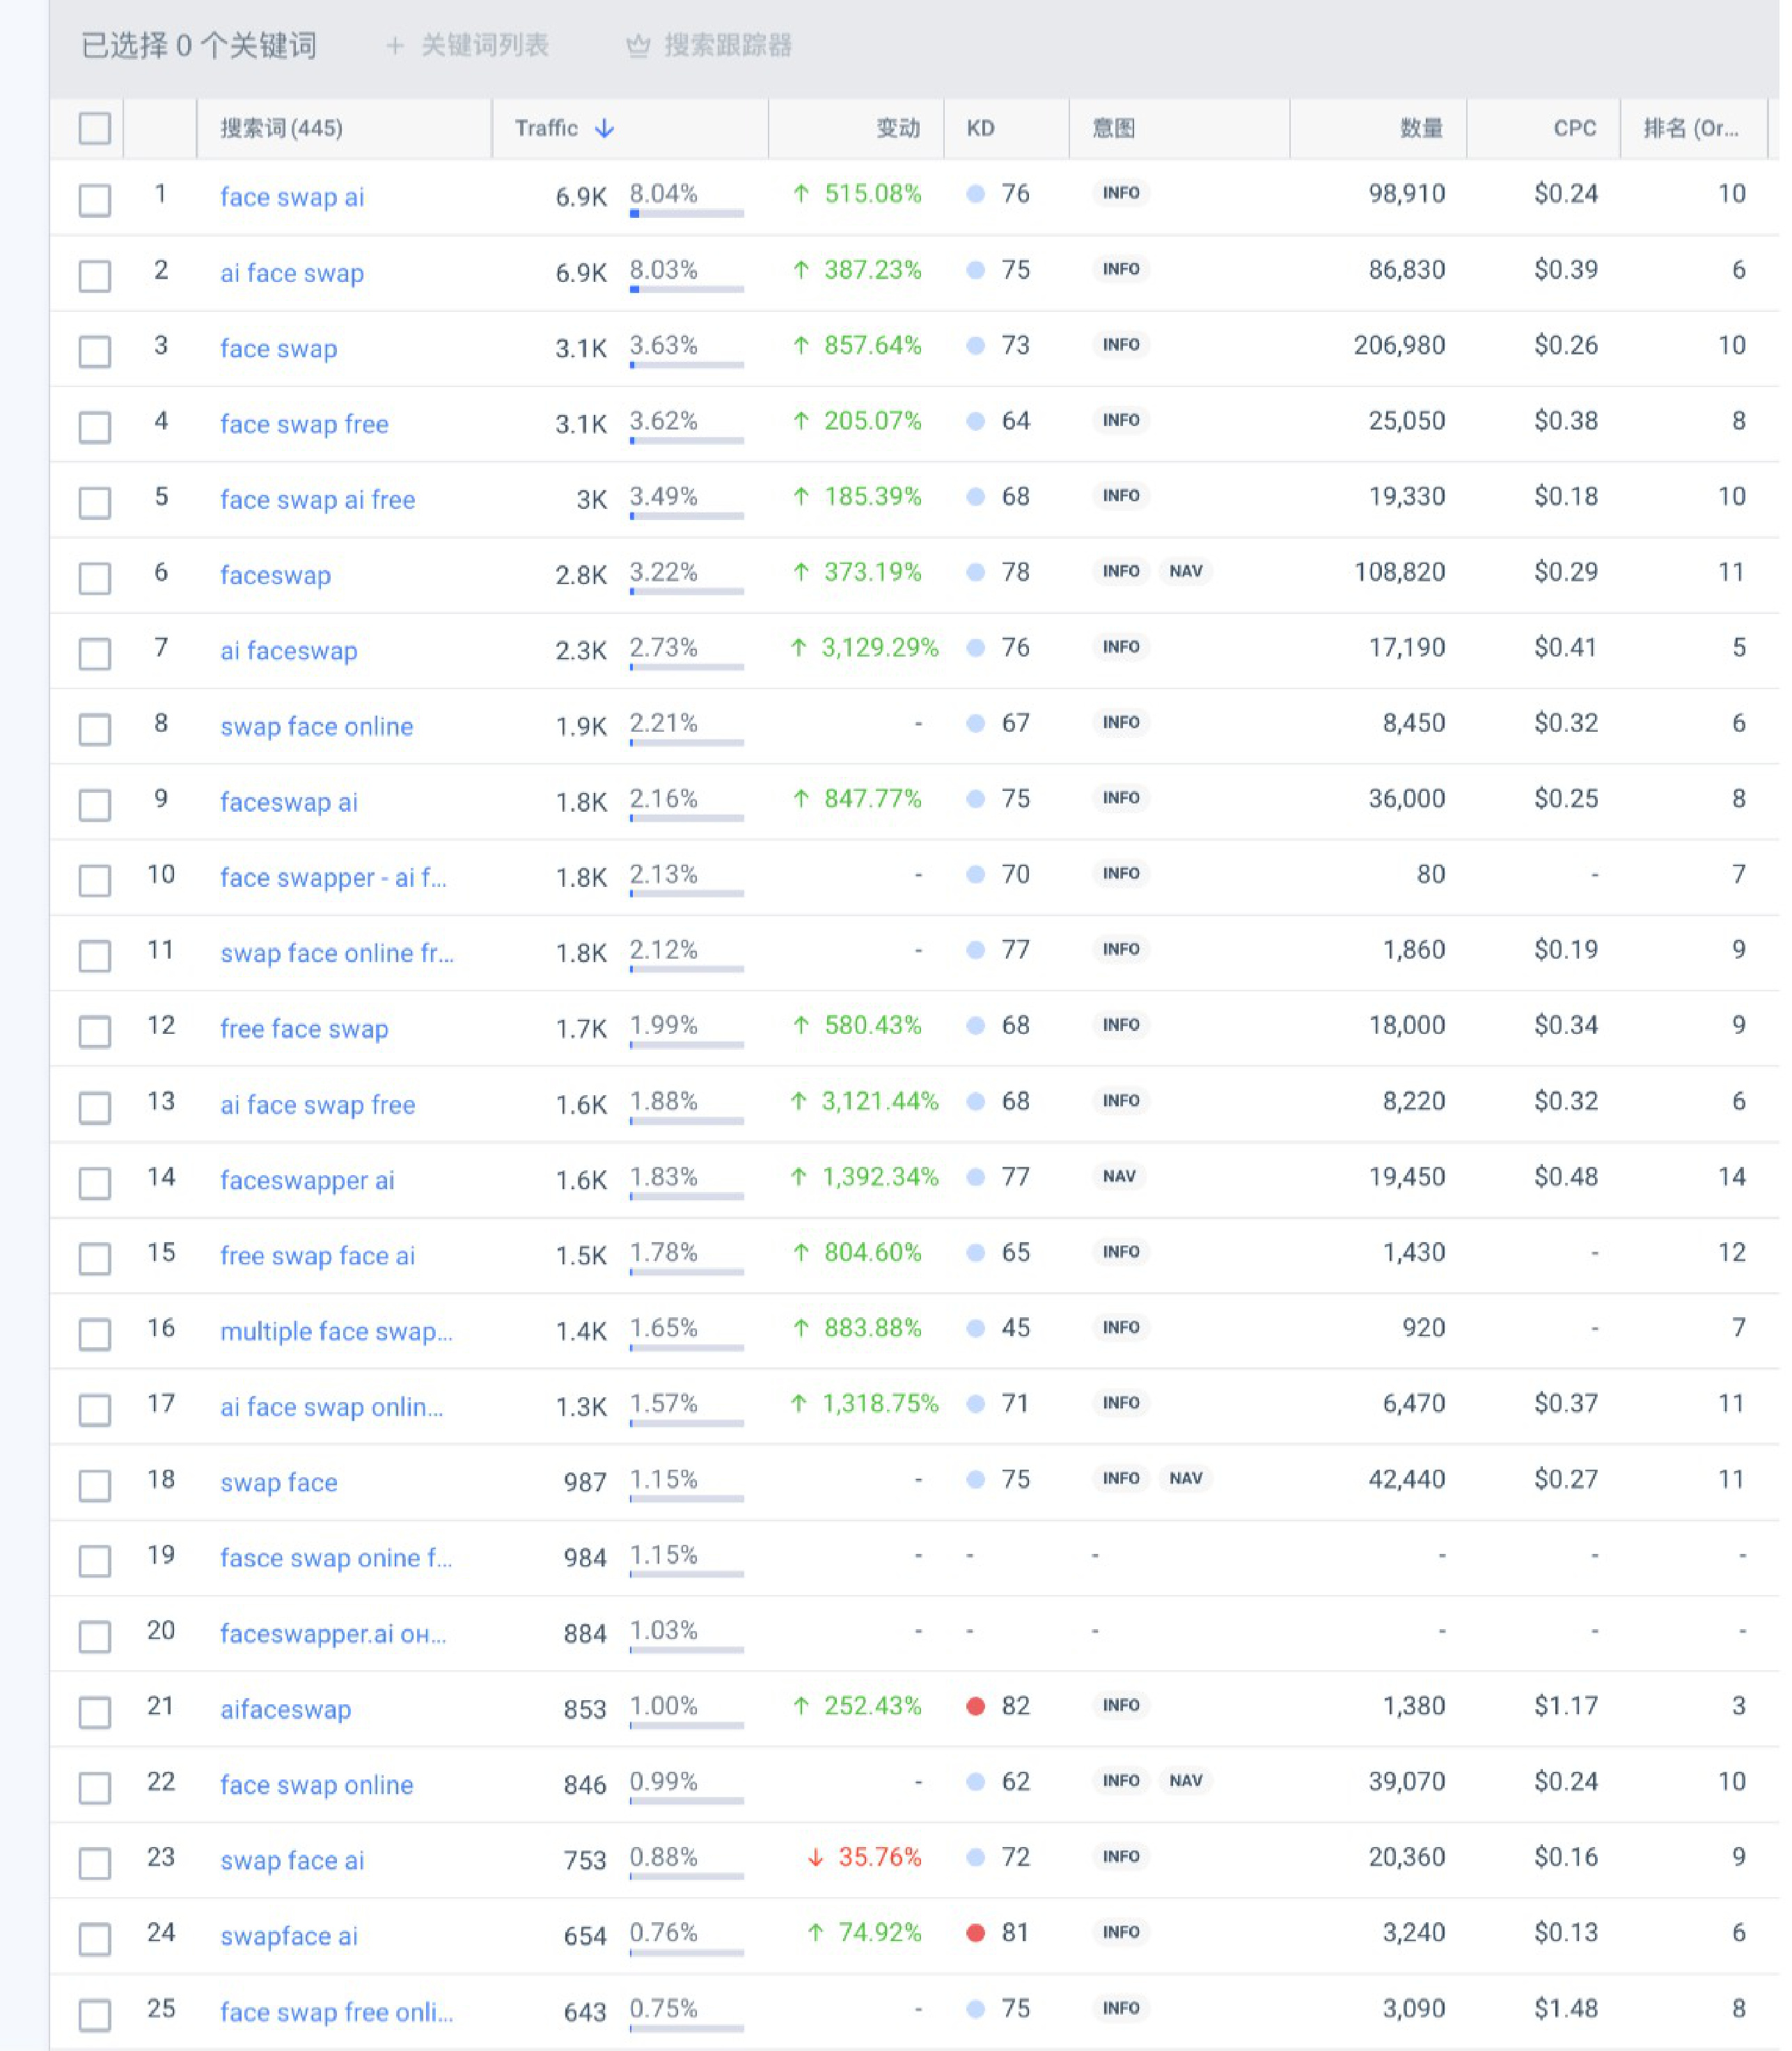 已选择 0 个关键词 + 关键词列表 搜索跟踪器
搜索词 (445) Traffic ↓ 变动 KD 意图 数量 CPC 排名 (Or...
1 face swap ai 6.9K 8.04% ↑ 515.08% 76 INFO 98,910 $0.24 10
2 ai face swap 6.9K 8.03% ↑ 387.23% 75 INFO 86,830 $0.39 6
3 face swap 3.1K 3.63% ↑ 857.64% 73 INFO 206,980 $0.26 10
4 face swap free 3.1K 3.62% ↑ 205.07% 64 INFO 25,050 $0.38 8
5 face swap ai free 3K 3.49% ↑ 185.39% 68 INFO 19,330 $0.18 10
6 faceswap 2.8K 3.22% ↑ 373.19% 78 INFO NAV 108,820 $0.29 11
7 ai faceswap 2.3K 2.73% ↑ 3,129.29% 76 INFO 17,190 $0.41 5
8 swap face online 1.9K 2.21% - 67 INFO 8,450 $0.32 6
9 faceswap ai 1.8K 2.16% ↑ 847.77% 75 INFO 36,000 $0.25 8
10 face swapper - ai f... 1.8K 2.13% - 70 INFO 80 - 7
11 swap face online fr... 1.8K 2.12% - 77 INFO 1,860 $0.19 9
12 free face swap 1.7K 1.99% ↑ 580.43% 68 INFO 18,000 $0.34 9
13 ai face swap free 1.6K 1.88% ↑ 3,121.44% 68 INFO 8,220 $0.32 6
14 faceswapper ai 1.6K 1.83% ↑ 1,392.34% 77 NAV 19,450 $0.48 14
15 free swap face ai 1.5K 1.78% ↑ 804.60% 65 INFO 1,430 - 12
16 multiple face swap... 1.4K 1.65% ↑ 883.88% 45 INFO 920 - 7
17 ai face swap onlin... 1.3K 1.57% ↑ 1,318.75% 71 INFO 6,470 $0.37 11
18 swap face 987 1.15% - 75 INFO NAV 42,440 $0.27 11
19 fasce swap onine f... 984 1.15% - - - - - -
20 faceswapper.ai он... 884 1.03% - - - - - -
21 aifaceswap 853 1.00% ↑ 252.43% 82 INFO 1,380 $1.17 3
22 face swap online 846 0.99% - 62 INFO NAV 39,070 $0.24 10
23 swap face ai 753 0.88% ↓ 35.76% 72 INFO 20,360 $0.16 9
24 swapface ai 654 0.76% ↑ 74.92% 81 INFO 3,240 $0.13 6
25 face swap free onli... 643 0.75% - 75 INFO 3,090 $1.48 8